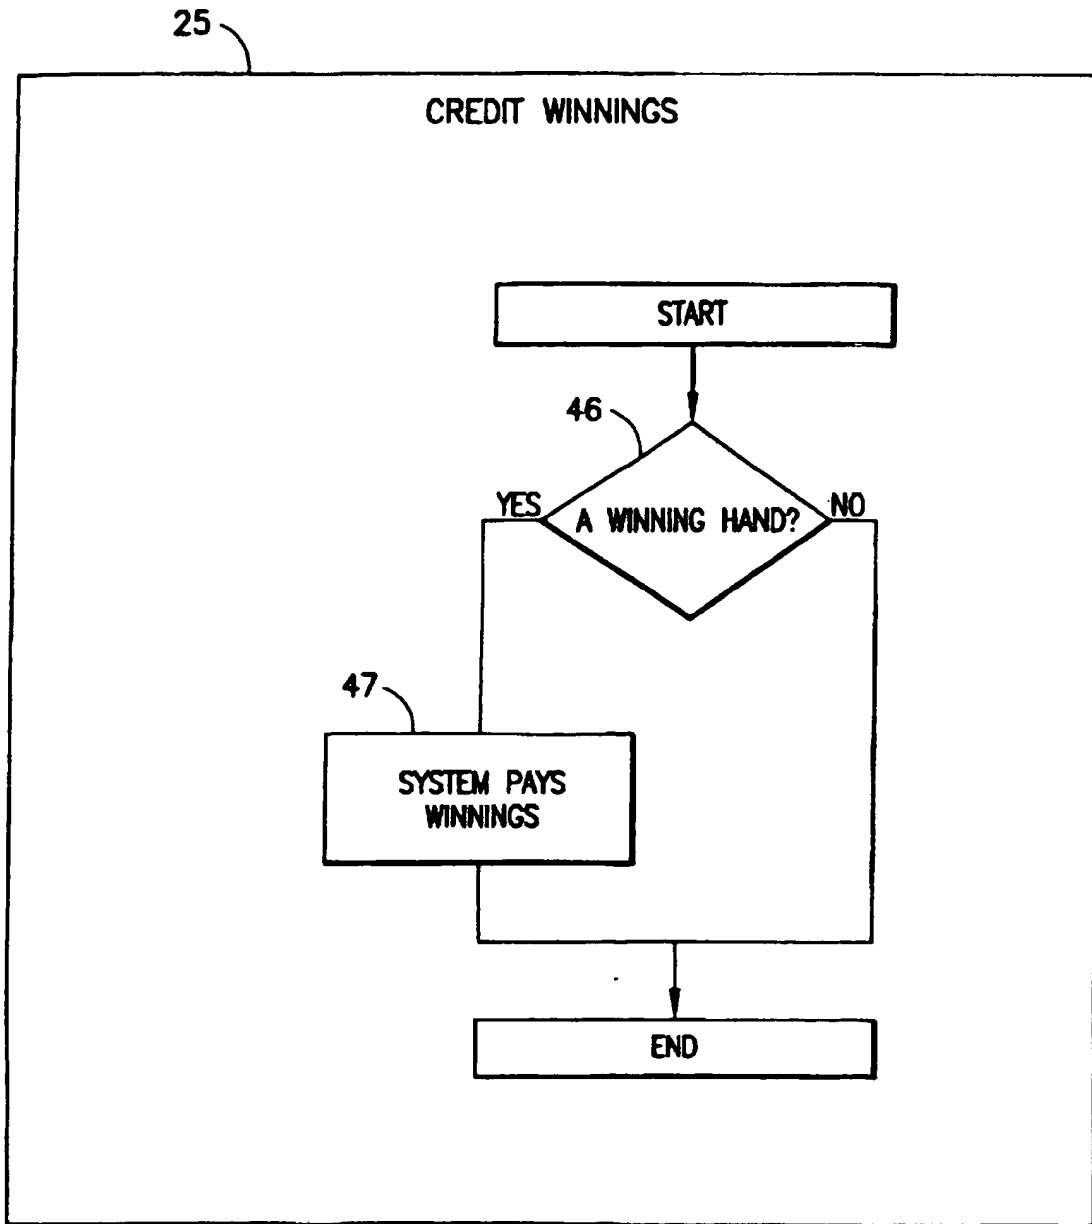 25
CREDIT WINNINGS
START
46
YES
A WINNING HAND?
NO
47
SYSTEM PAYS
WINNINGS
END